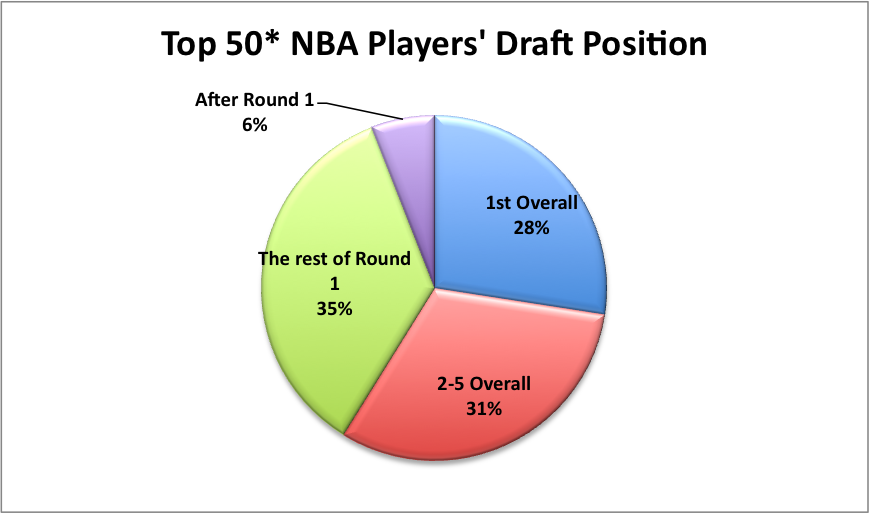 Top 50* NBA Players' Draft Position
After Round 1
6%
1st Overall
28%
The rest of Round
1
35%
2-5 Overall
31%